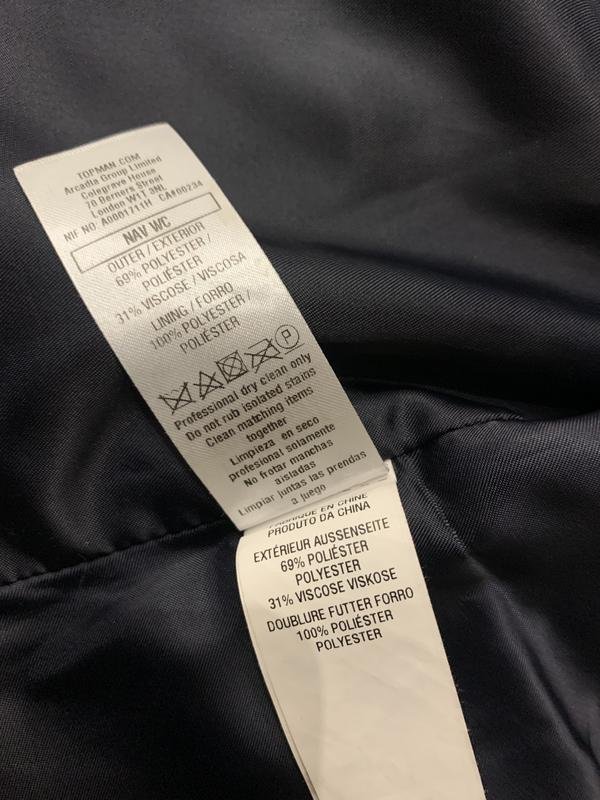 TOPMAN.COM
Arcadia Group Limited
Colegrave House
70 Berners Street
London W1T 3NL
NIF NO: A0001711H CA#00234
NAV WC
OUTER / EXTERIOR
69% POLYESTER /
POLIÉSTER
31% VISCOSE / VISCOSA
LINING / FORRO
100% POLYESTER /
POLIÉSTER
P
Professional dry clean only
Do not rub isolated stains
Clean matching items
together
Limpieza en seco
profesional solamente
No frotar manchas
aisladas
Limpiar juntas las prendas
a juego
FABRIQUÉ EN CHINE
PRODUTO DA CHINA
EXTÉRIEUR AUSSENSEITE
69% POLIÉSTER
POLYESTER
31% VISCOSE VISKOSE
DOUBLURE FUTTER FORRO
100% POLIÉSTER
POLYESTER